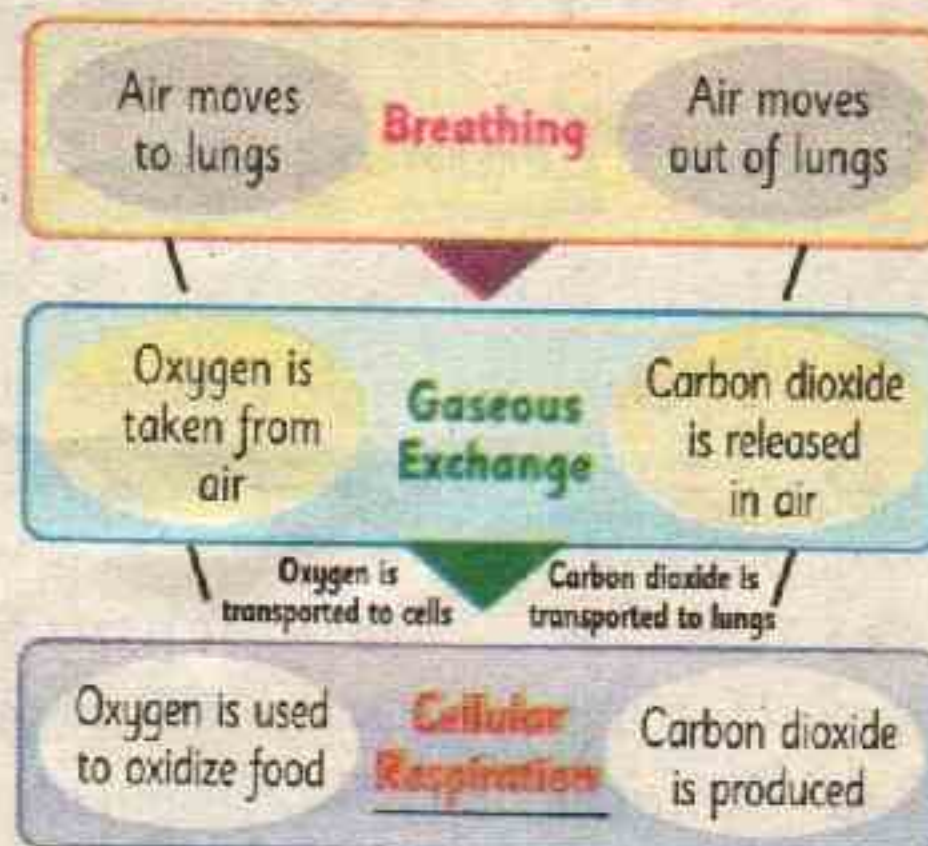 Air moves
to lungs
Breathing
Air moves
out of lungs
Oxygen is
taken from
air
Gaseous
Exchange
Carbon dioxide
is released
in air
Oxygen is
transported to cells
Carbon dioxide is
transported to lungs
Oxygen is used
to oxidize food
Cellular
Respiration
Carbon dioxide
is produced